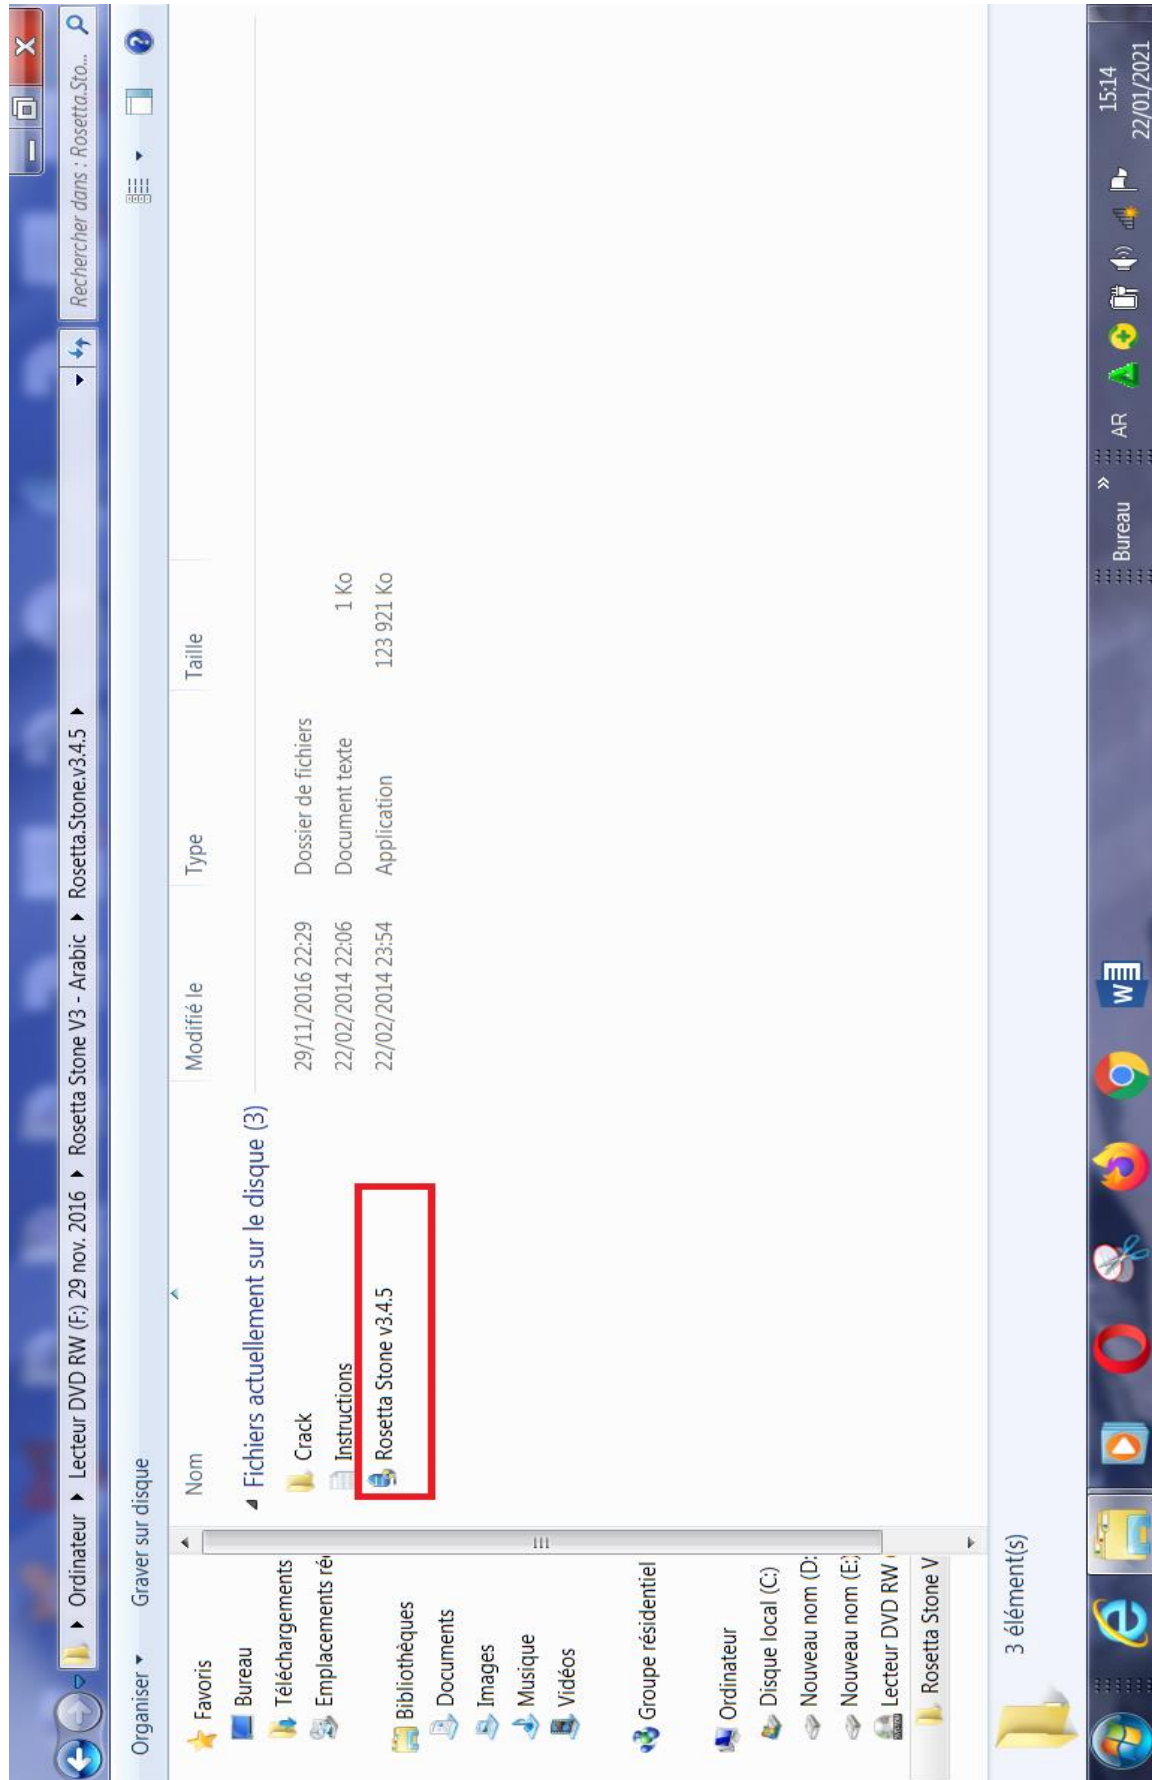 Ordinateur Lecteur DVD RW (F:) 29 nov. 2016 Rosetta Stone V3 - Arabic Rosetta.Stone.v3.4.5
Rechercher dans : Rosetta.Sto...
Organiser Graver sur disque
Favoris
Bureau
Téléchargements
Emplacements ré
Bibliothèques
Documents
Images
Musique
Vidéos
Groupe résidentiel
Ordinateur
Disque local (C:)
Nouveau nom (D:
Nouveau nom (E:)
Lecteur DVD RW
Rosetta Stone V
Nom Modifié le Type Taille
Fichiers actuellement sur le disque (3)
Crack 29/11/2016 22:29 Dossier de fichiers
Instructions 22/02/2014 22:06 Document texte 1 Ko
Rosetta Stone v3.4.5 22/02/2014 23:54 Application 123 921 Ko
3 élément(s)
Bureau » AR 15:14
22/01/2021